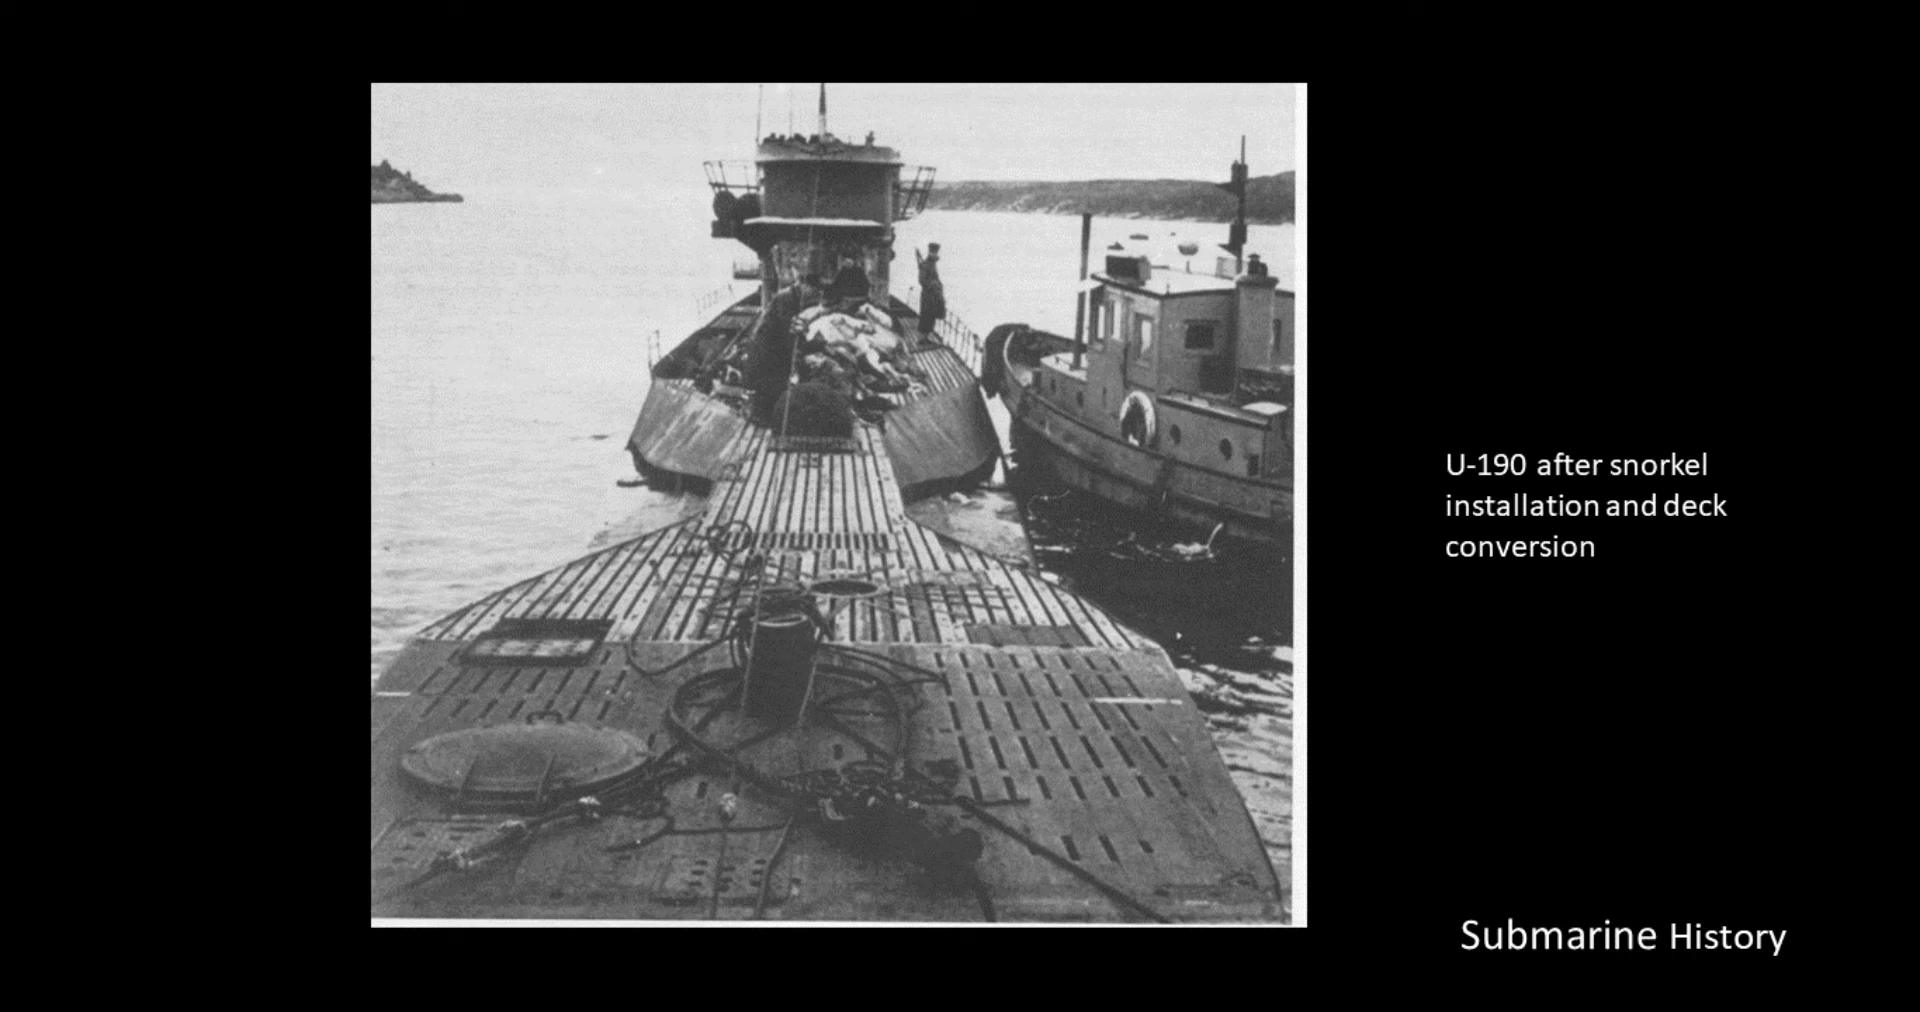 U-190 after snorkel
installation and deck
conversion
Submarine History